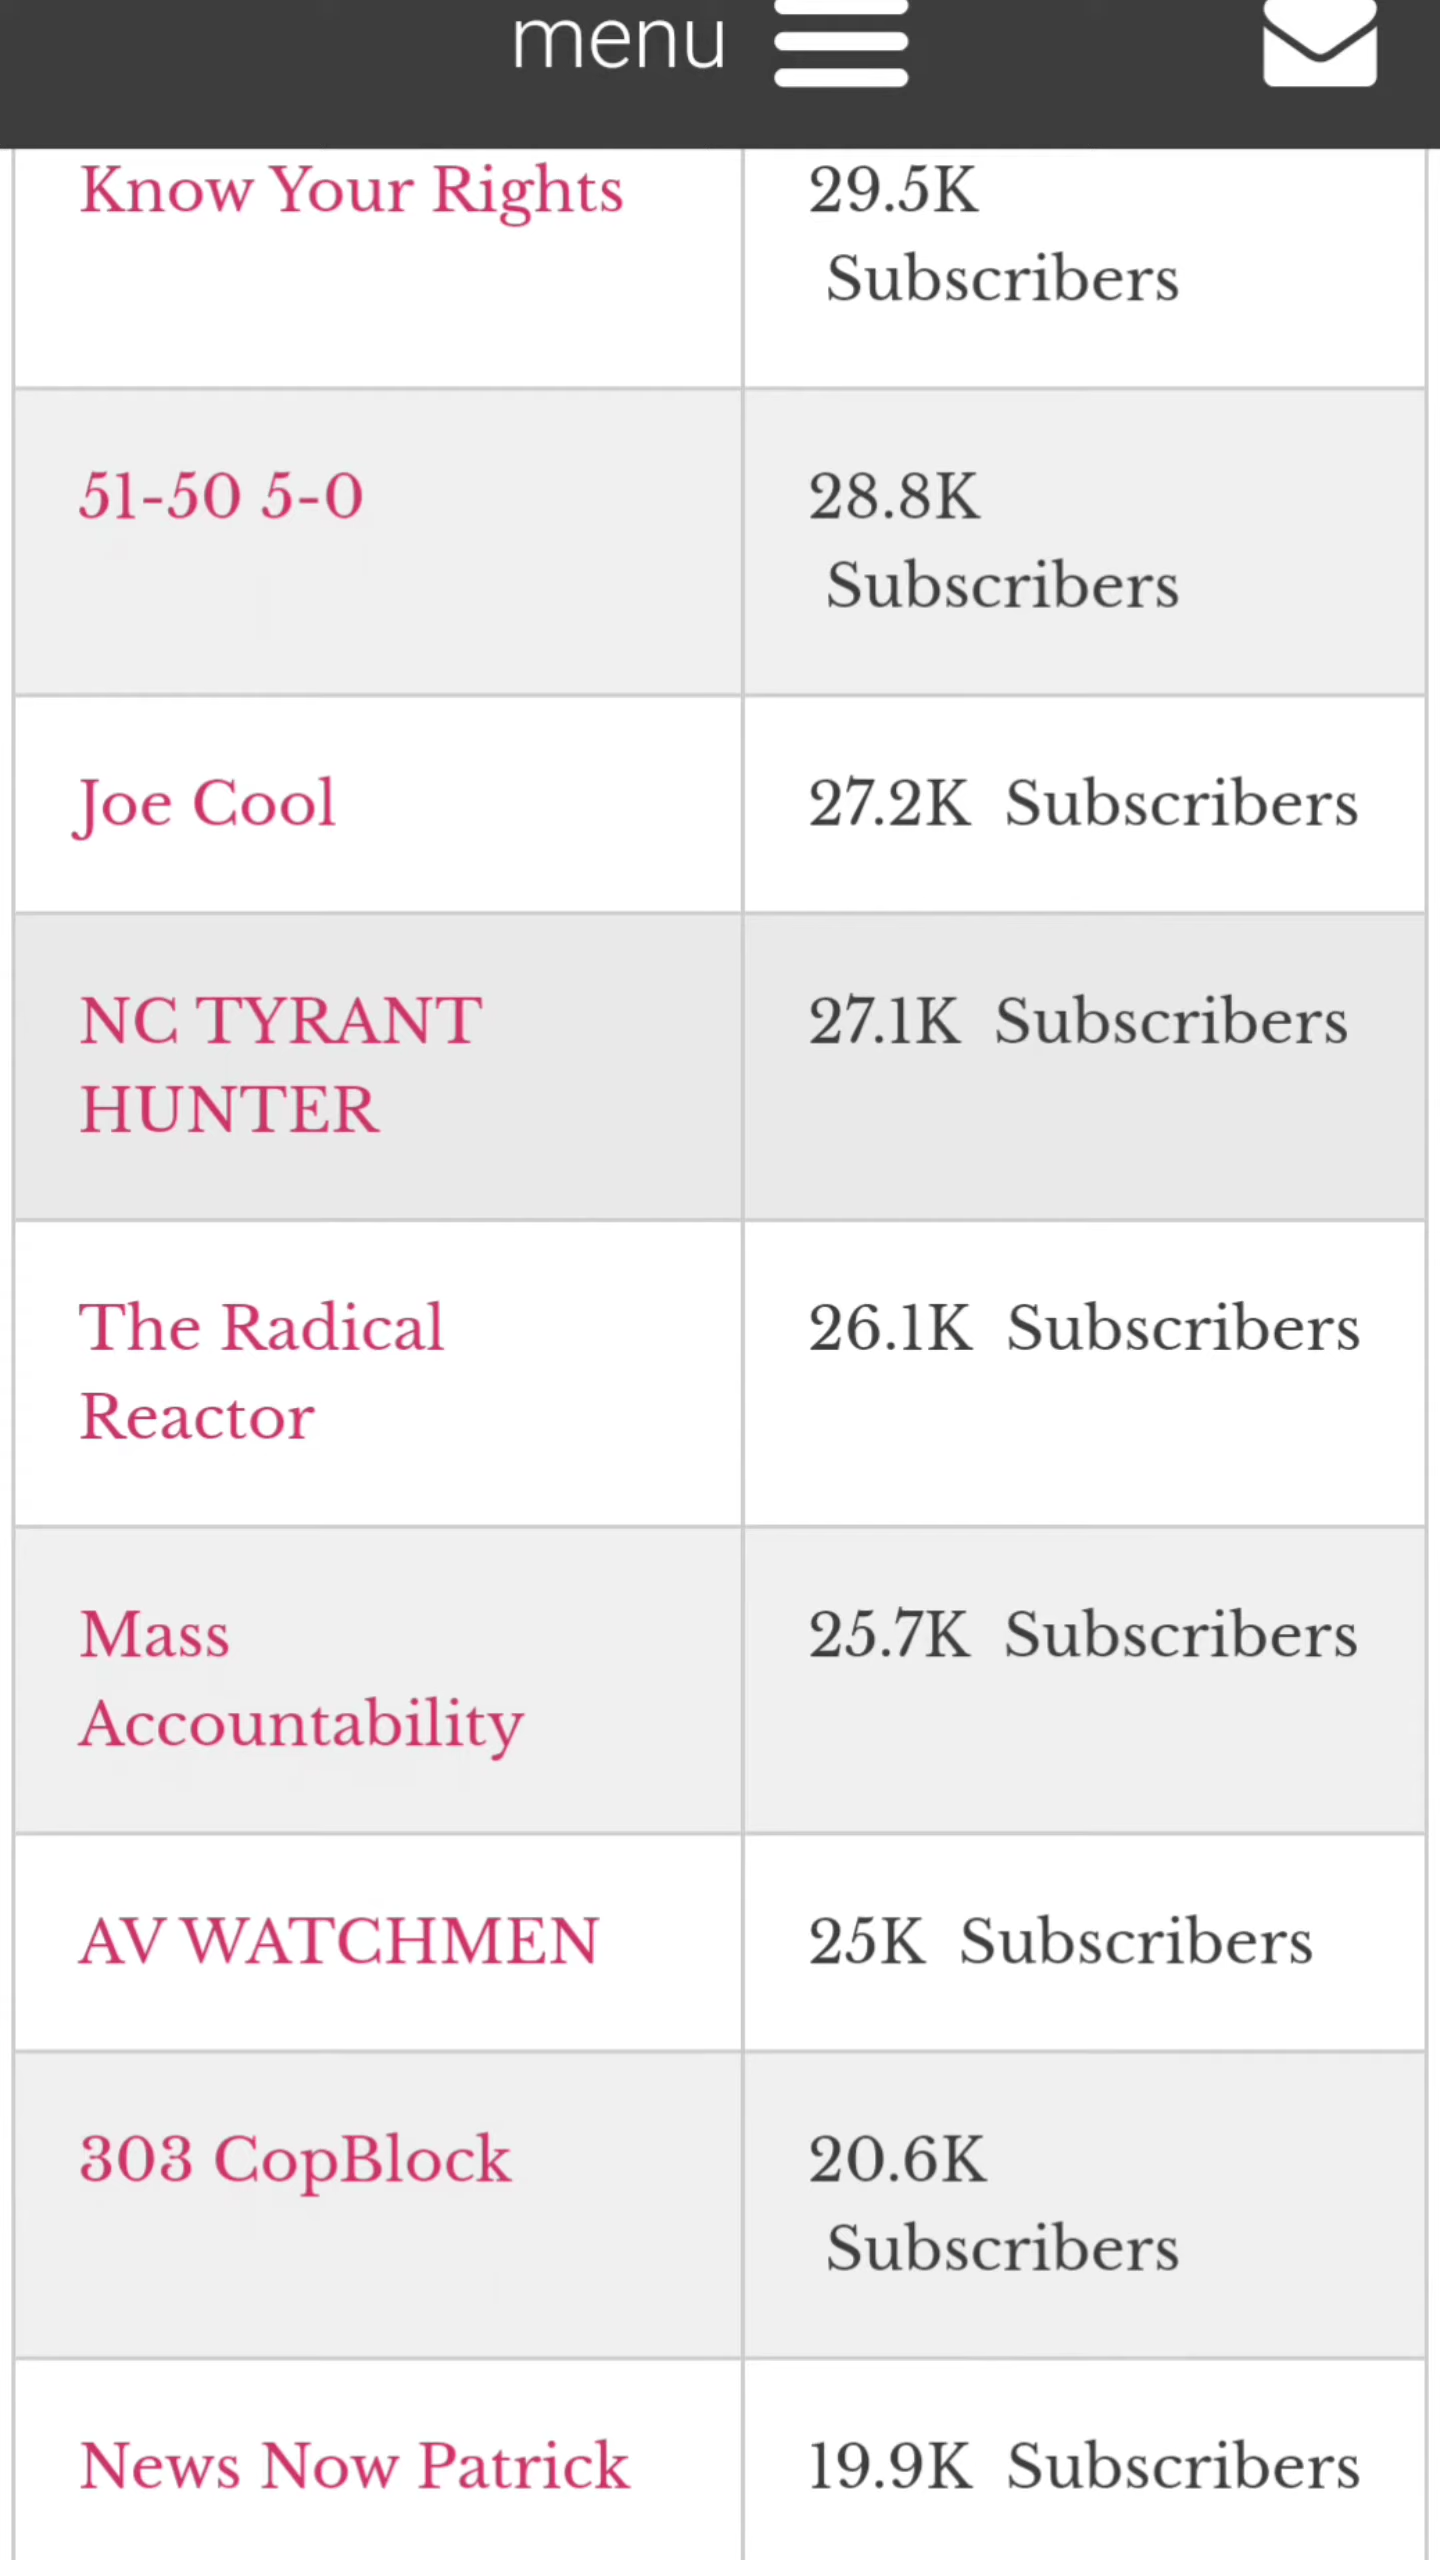 menu
Know Your Rights 29.5K
Subscribers
51-50 5-0 28.8K
Subscribers
Joe Cool 27.2K Subscribers
NC TYRANT 27.1K Subscribers
HUNTER
The Radical 26.1K Subscribers
Reactor
Mass 25.7K Subscribers
Accountability
AV WATCHMEN 25K Subscribers
303 CopBlock 20.6K
Subscribers
News Now Patrick 19.9K Subscribers